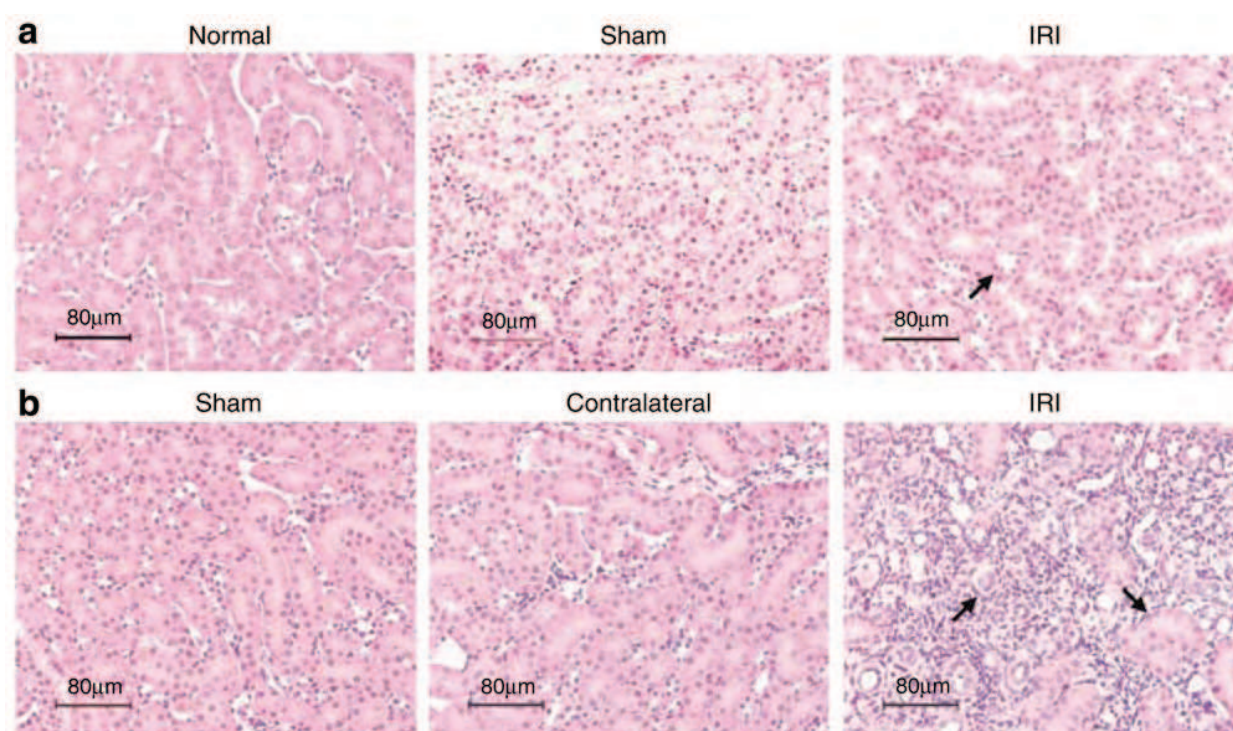 a
Normal Sham IRI
80μm 80μm 80μm
b
Sham Contralateral IRI
80μm 80μm 80μm